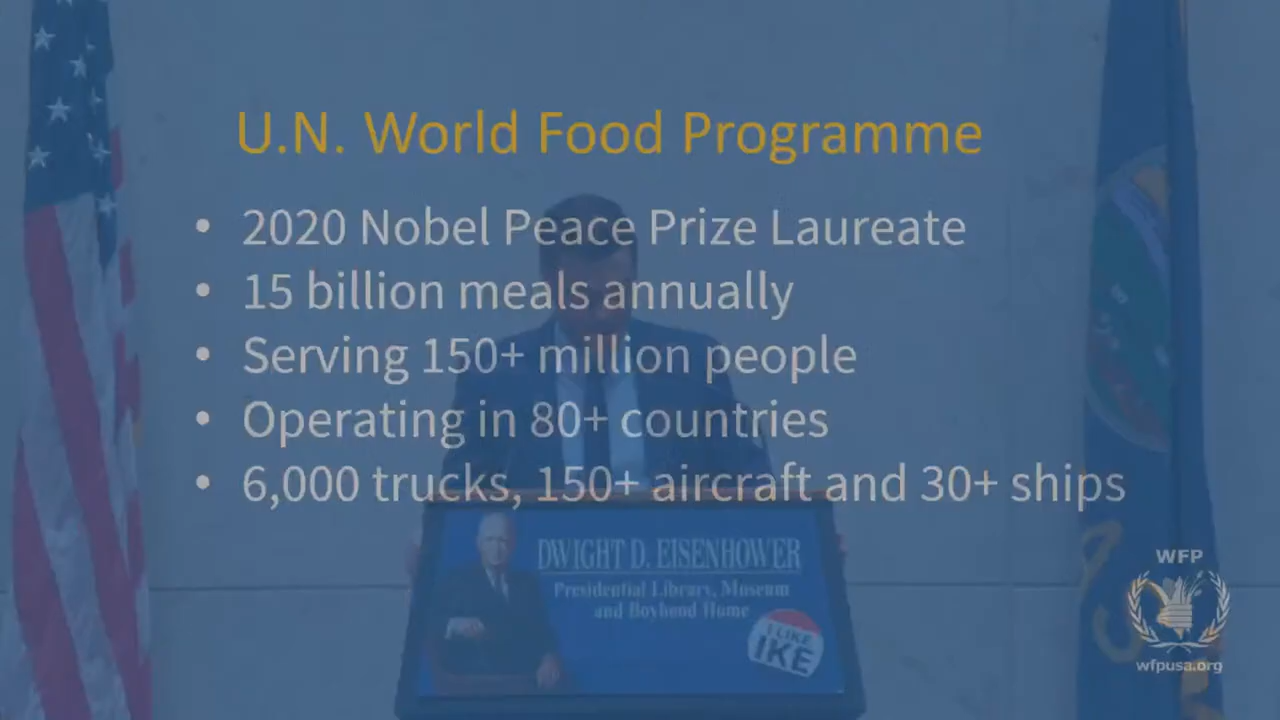 U.N. World Food Programme
• 2020 Nobel Peace Prize Laureate
• 15 billion meals annually
• Serving 150+ million people
• Operating in 80+ countries
• 6,000 trucks, 150+ aircraft and 30+ ships
DWIGHT D. EISENHOWER
Presidential Library, Museum
and Boyhood Home
I LIKE
IKE
WFP
wfpusa.org